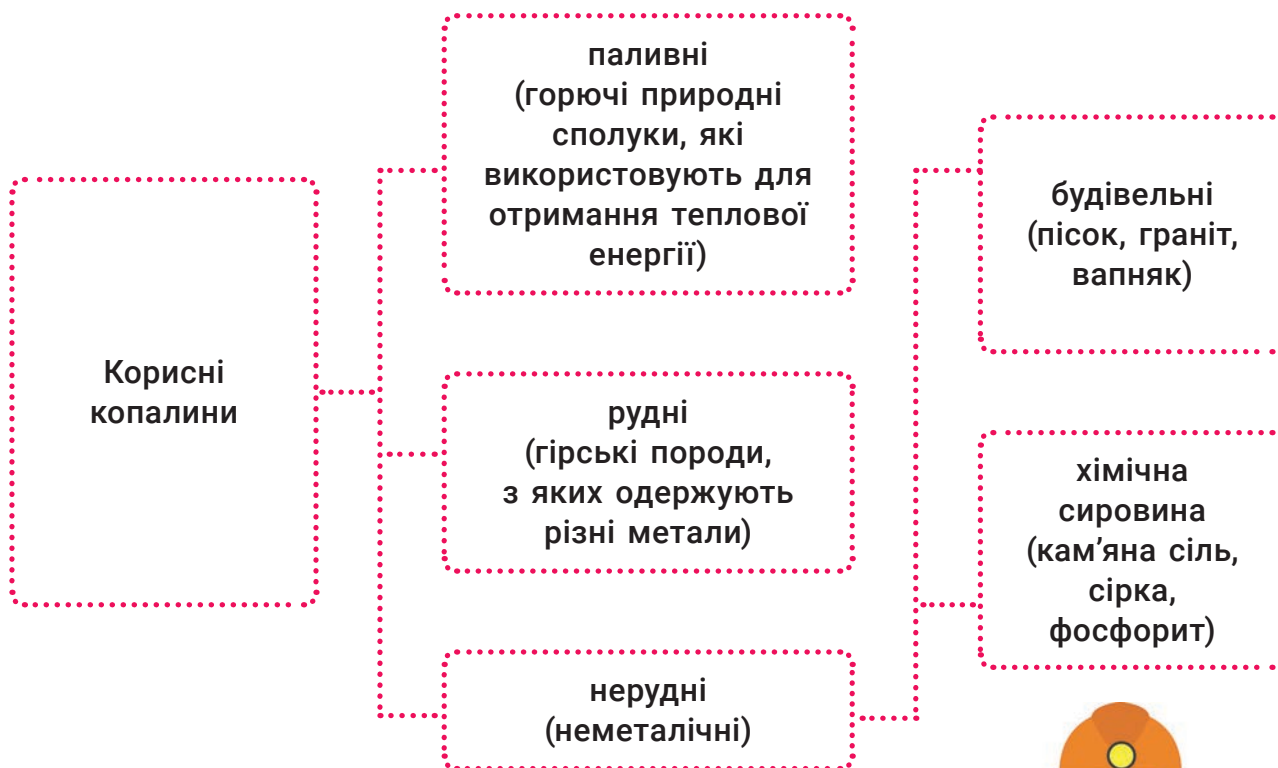 Корисні
копалини
паливні
(горючі природні
сполуки, які
використовують для
отримання теплової
енергії)
рудні
(гірські породи,
з яких одержують
різні метали)
нерудні
(неметалічні)
будівельні
(пісок, граніт,
вапняк)
хімічна
сировина
(кам’яна сіль,
сірка,
фосфорит)